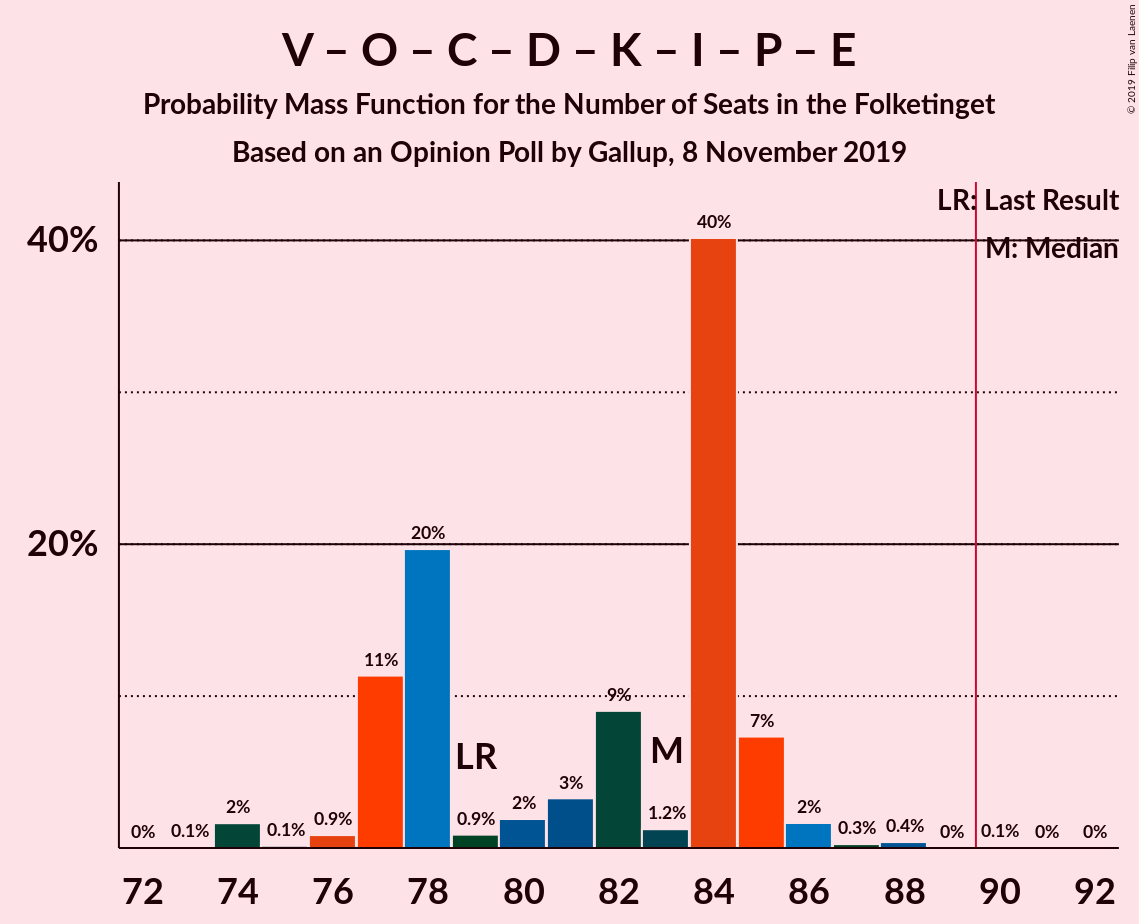 V – O – C – D – K – I – P – E
Probability Mass Function for the Number of Seats in the Folketinget
Based on an Opinion Poll by Gallup, 8 November 2019
© 2019 Filip van Laenen
LR: Last Result
M: Median
40%
20%
0%
0.1%
2%
0.1%
0.9%
11%
20%
0.9%
2%
3%
9%
1.2%
40%
7%
2%
0.3%
0.4%
0%
0.1%
0%
0%
LR
M
72 74 76 78 80 82 84 86 88 90 92